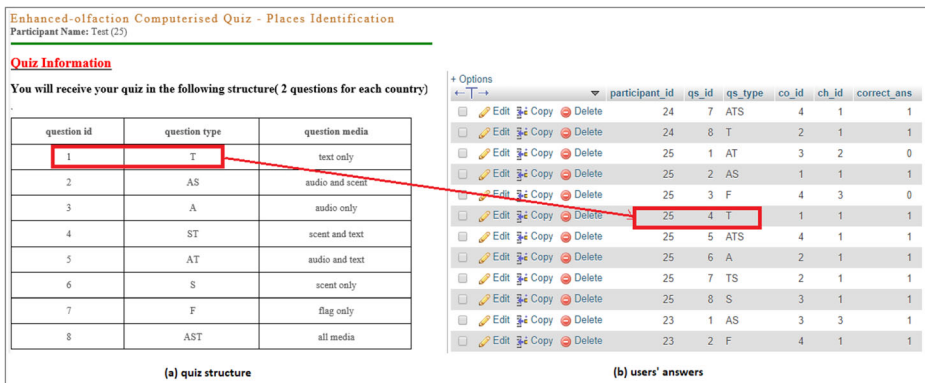 Enhanced-olfaction Computerised Quiz - Places Identification
Participant Name: Test (25)
Quiz Information
You will receive your quiz in the following structure( 2 questions for each country)
.
question id question type question media
1 T text only
2 AS audio and scent
3 A audio only
4 ST scent and text
5 AT audio and text
6 S scent only
7 F flag only
8 AST all media
(a) quiz structure
+ Options
←T→ ▼ participant_id qs_id qs_type co_id ch_id correct_ans
Edit Copy Delete 24 7 ATS 4 1 1
Edit Copy Delete 24 8 T 2 1 1
Edit Copy Delete 25 1 AT 3 2 0
Edit Copy Delete 25 2 AS 1 1 1
Edit Copy Delete 25 3 F 4 3 0
Edit Copy Delete 25 4 T 1 1 1
Edit Copy Delete 25 5 ATS 4 1 1
Edit Copy Delete 25 6 A 2 1 1
Edit Copy Delete 25 7 TS 2 1 1
Edit Copy Delete 25 8 S 3 1 1
Edit Copy Delete 23 1 AS 3 3 1
Edit Copy Delete 23 2 F 4 1 1
(b) users' answers